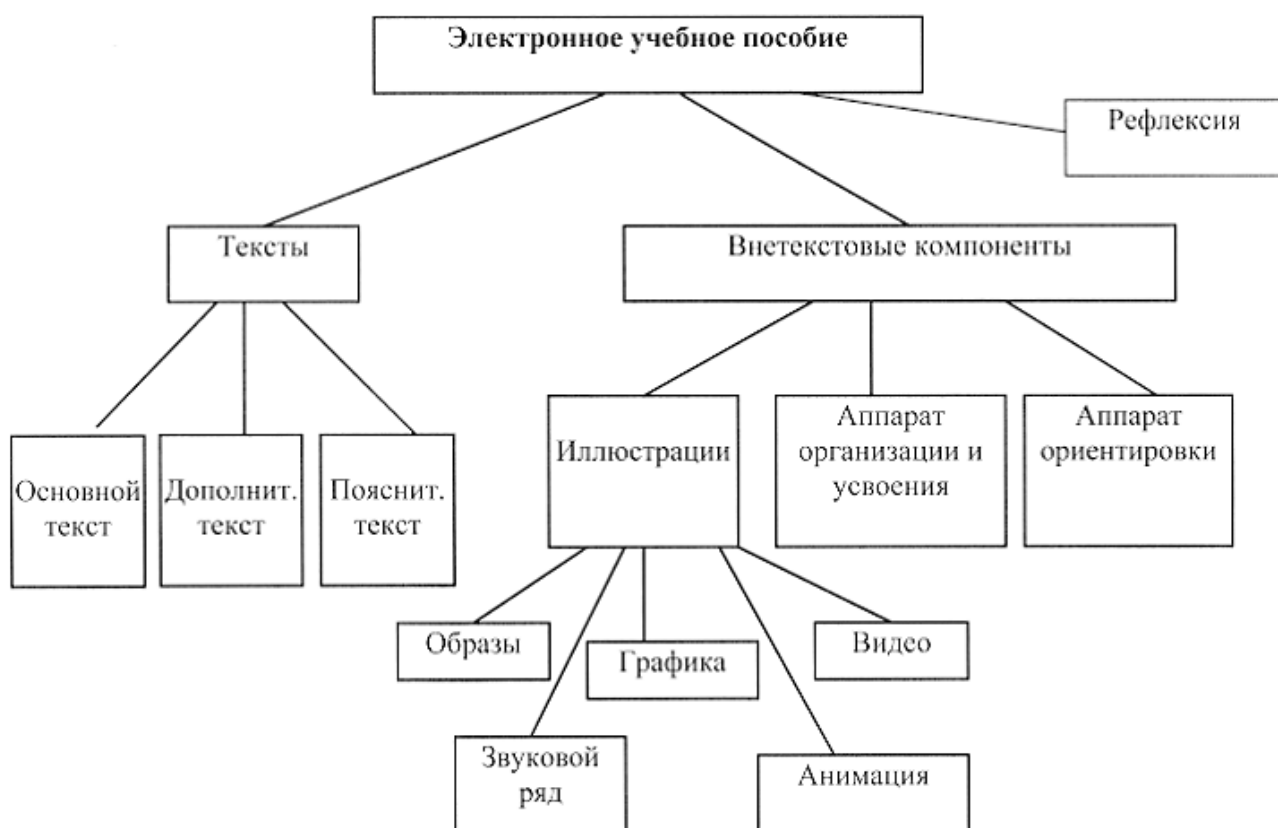 Электронное учебное пособие
Рефлексия
Тексты
Внетекстовые компоненты
Основной
текст
Дополнит.
текст
Пояснит.
текст
Иллюстрации
Аппарат
организации и
усвоения
Аппарат
ориентировки
Образы
Графика
Видео
Звуковой
ряд
Анимация